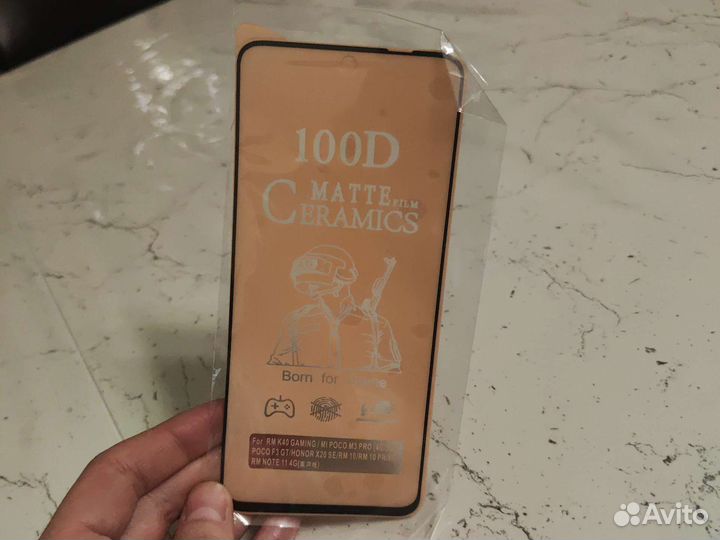 100D
MATTE FILM
CERAMICS
Born for Game
For RM K40 GAMING/MI POCO M3 PRO
POCO F3 GT/HONOR X20 SE/RM 10/RM 10
RM NOTE 11 4G
Avito